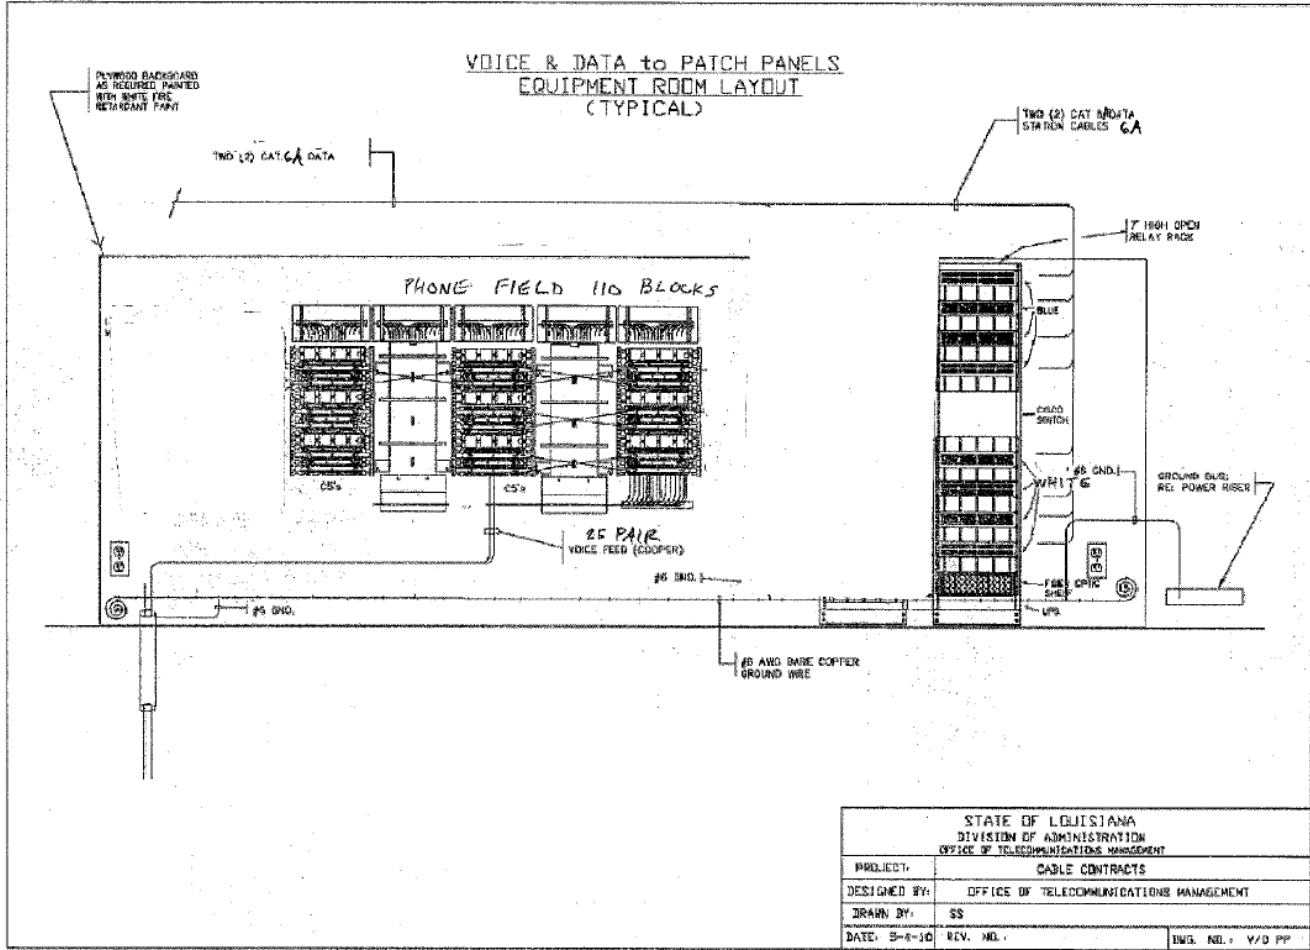 VOICE & DATA to PATCH PANELS
EQUIPMENT ROOM LAYOUT
(TYPICAL)
PLYWOOD BACKBOARD
AS REQUIRED PAINTED
WITH WHITE FIRE
RETARDANT PAINT
TWO (2) CAT.6A DATA
TWO (2) CAT DATA
STATION CABLES 6A
7' HIGH OPEN
RELAY RACK
PHONE FIELD 110 BLOCKS
BLUE
CISCO
SWITCH
WHITE
#6 GND.
GROUND BUS;
RE: POWER RISER
C5'S
C5'S
25 PAIR
VOICE FEED (COPPER)
#6 GND.
FIBER OPTIC
SHELF
UPS
#6 GND.
#6 AWG BARE COPPER
GROUND WIRE
STATE OF LOUISIANA
DIVISION OF ADMINISTRATION
OFFICE OF TELECOMMUNICATIONS MANAGEMENT
PROJECT: CABLE CONTRACTS
DESIGNED BY: OFFICE OF TELECOMMUNICATIONS MANAGEMENT
DRAWN BY: SS
DATE: REV. NO.: DWG. NO.: V/D PP